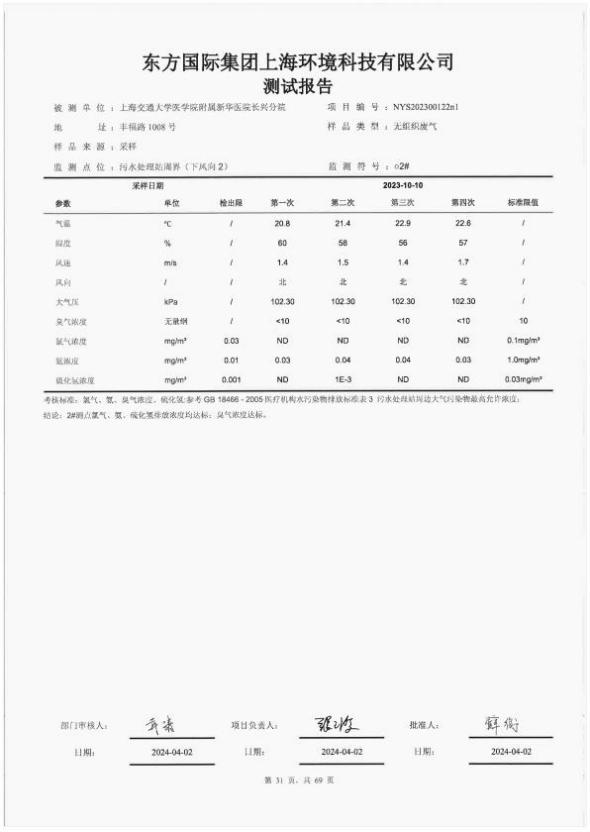 东方国际集团上海环境科技有限公司
测试报告
被 测 单 位 ：上海交通大学医学院附属新华医院长兴分院 项 目 编 号 ：NYS202300122n1
地 址 ：丰福路 1008 号 样 品 类 型 ：无组织废气
样 品 来 源 ：采样
监 测 点 位 ：污水处理站周界（下风向 2） 监 测 符 号 ：○2#
采样日期 2023-10-10
参数 单位 检出限 第一次 第二次 第三次 第四次 标准限值
气温 ℃ / 20.8 21.4 22.9 22.6 /
湿度 % / 60 58 56 57 /
风速 m/s / 1.4 1.5 1.4 1.7 /
风向 / / 北 北 北 北 /
大气压 kPa / 102.30 102.30 102.30 102.30 /
臭气浓度 无量纲 / <10 <10 <10 <10 10
氯气浓度 mg/m³ 0.03 ND ND ND ND 0.1mg/m³
氨浓度 mg/m³ 0.01 0.03 0.04 0.04 0.03 1.0mg/m³
硫化氢浓度 mg/m³ 0.001 ND 1E-3 ND ND 0.03mg/m³
考核标准：氯气、氨、臭气浓度、硫化氢:参考 GB 18466 - 2005 医疗机构水污染物排放标准表 3 污水处理站周边大气污染物最高允许浓度;
结论：2#测点氯气、氨、硫化氢排放浓度均达标；臭气浓度达标。
部门审核人： 项目负责人： 批准人：
日期： 2024-04-02 日期： 2024-04-02 日期： 2024-04-02
第 31 页，共 69 页